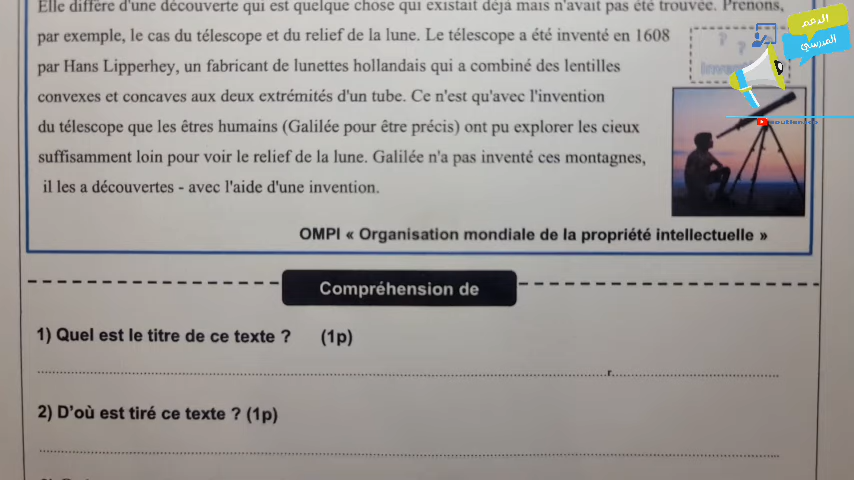 Elle diffère d'une découverte qui est quelque chose qui existait déjà mais n'avait pas été trouvée. Prenons,
par exemple, le cas du télescope et du relief de la lune. Le télescope a été inventé en 1608
par Hans Lipperhey, un fabricant de lunettes hollandais qui a combiné des lentilles
convexes et concaves aux deux extrémités d'un tube. Ce n'est qu'avec l'invention
du télescope que les êtres humains (Galilée pour être précis) ont pu explorer les cieux
suffisamment loin pour voir le relief de la lune. Galilée n'a pas inventé ces montagnes,
il les a découvertes - avec l'aide d'une invention.
OMPI « Organisation mondiale de la propriété intellectuelle »
Compréhension de
1) Quel est le titre de ce texte ? (1p)
2) D'où est tiré ce texte ? (1p)
الدعم
المدرسي